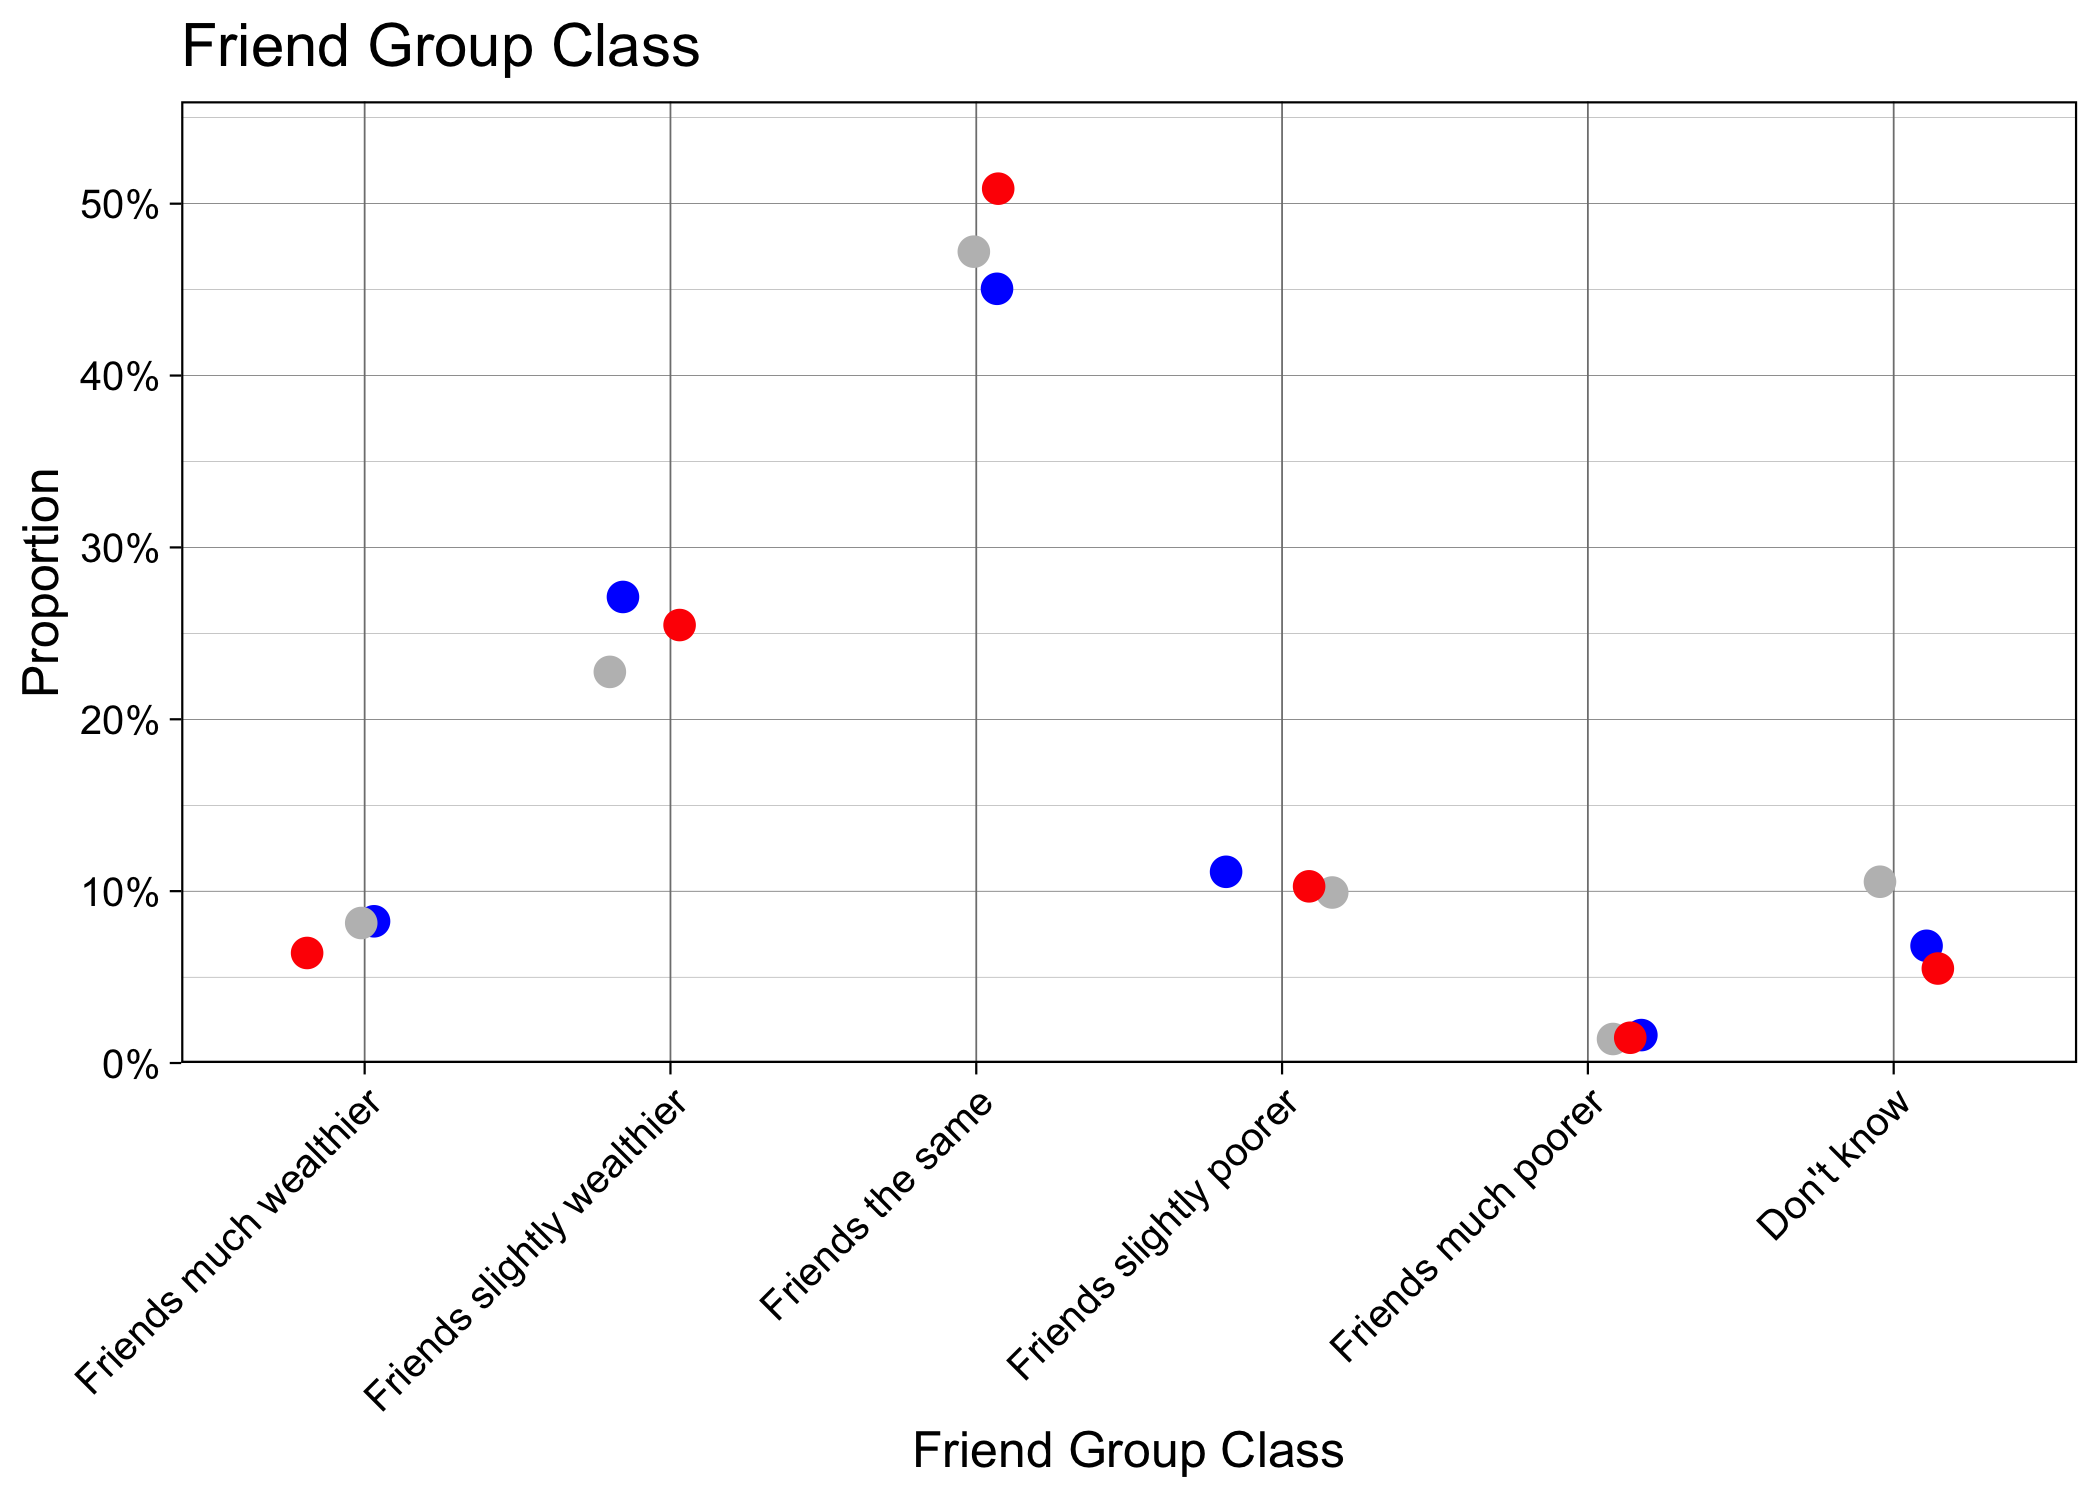 Friend Group Class
50%
40%
30%
20%
10%
0%
Proportion
Friends much wealthier
Friends slightly wealthier
Friends the same
Friends slightly poorer
Friends much poorer
Don't know
Friend Group Class